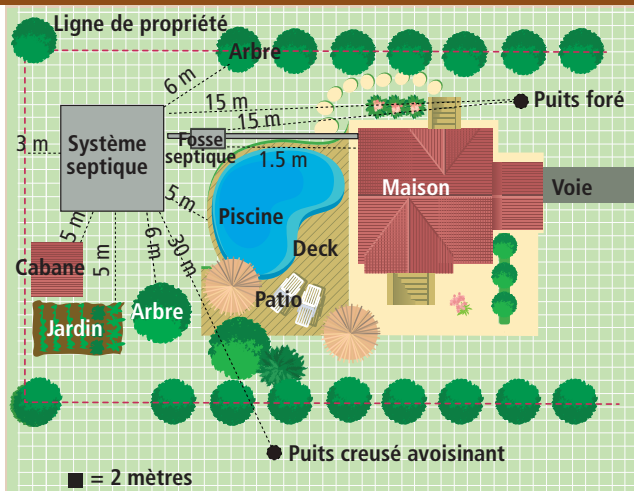 Ligne de propriété
Arbre
6 m
15 m
Puits foré
15 m
3 m
Système
septique
Fosse
septique
1.5 m
Maison
Voie
5 m
Piscine
Deck
5 m
5 m
6 m
30 m
Cabane
Patio
Jardin
Arbre
Puits creusé avoisinant
= 2 mètres